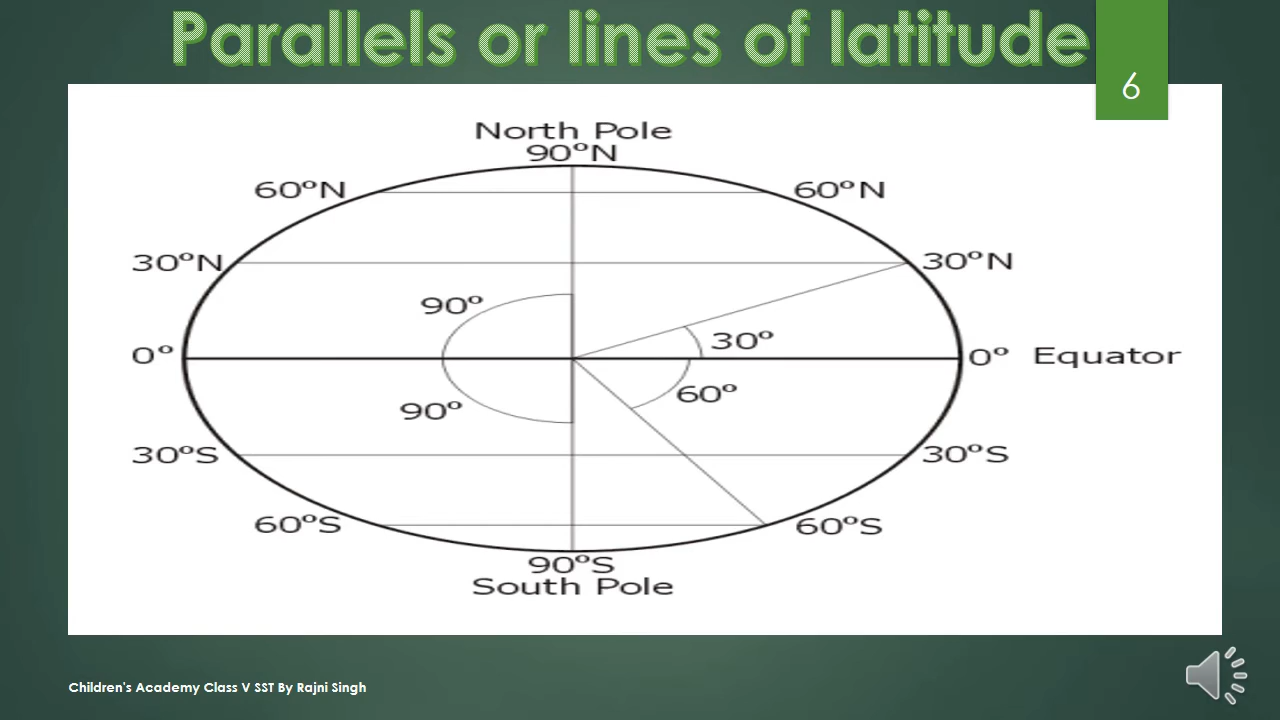 Parallels or lines of latitude
6
North Pole
90°N
60°N 60°N
30°N 30°N
90° 30°
0° 0° Equator
90° 60°
30°S 30°S
60°S 60°S
90°S
South Pole
Children's Academy Class V SST By Rajni Singh